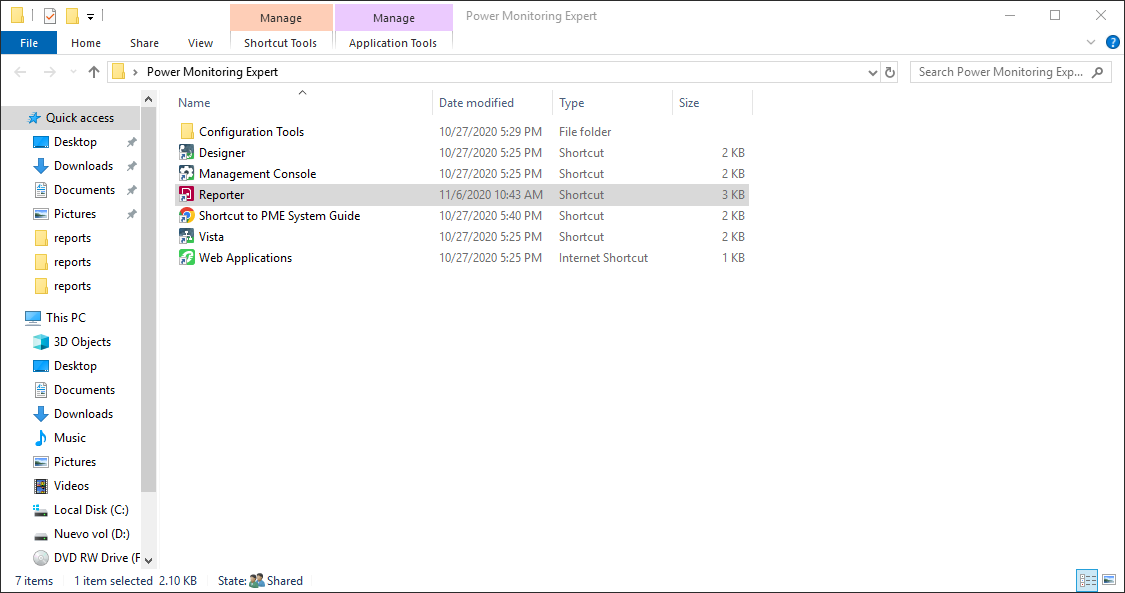 Manage Manage Power Monitoring Expert
File Home Share View Shortcut Tools Application Tools
Power Monitoring Expert Search Power Monitoring Exp...
Name Date modified Type Size
Quick access
Desktop
Downloads
Documents
Pictures
reports
reports
reports
This PC
3D Objects
Desktop
Documents
Downloads
Music
Pictures
Videos
Local Disk (C:)
Nuevo vol (D:)
DVD RW Drive (F
Configuration Tools 10/27/2020 5:29 PM File folder
Designer 10/27/2020 5:25 PM Shortcut 2 KB
Management Console 10/27/2020 5:25 PM Shortcut 2 KB
Reporter 11/6/2020 10:43 AM Shortcut 3 KB
Shortcut to PME System Guide 10/27/2020 5:40 PM Shortcut 2 KB
Vista 10/27/2020 5:25 PM Shortcut 2 KB
Web Applications 10/27/2020 5:25 PM Internet Shortcut 1 KB
7 items 1 item selected 2.10 KB State: Shared